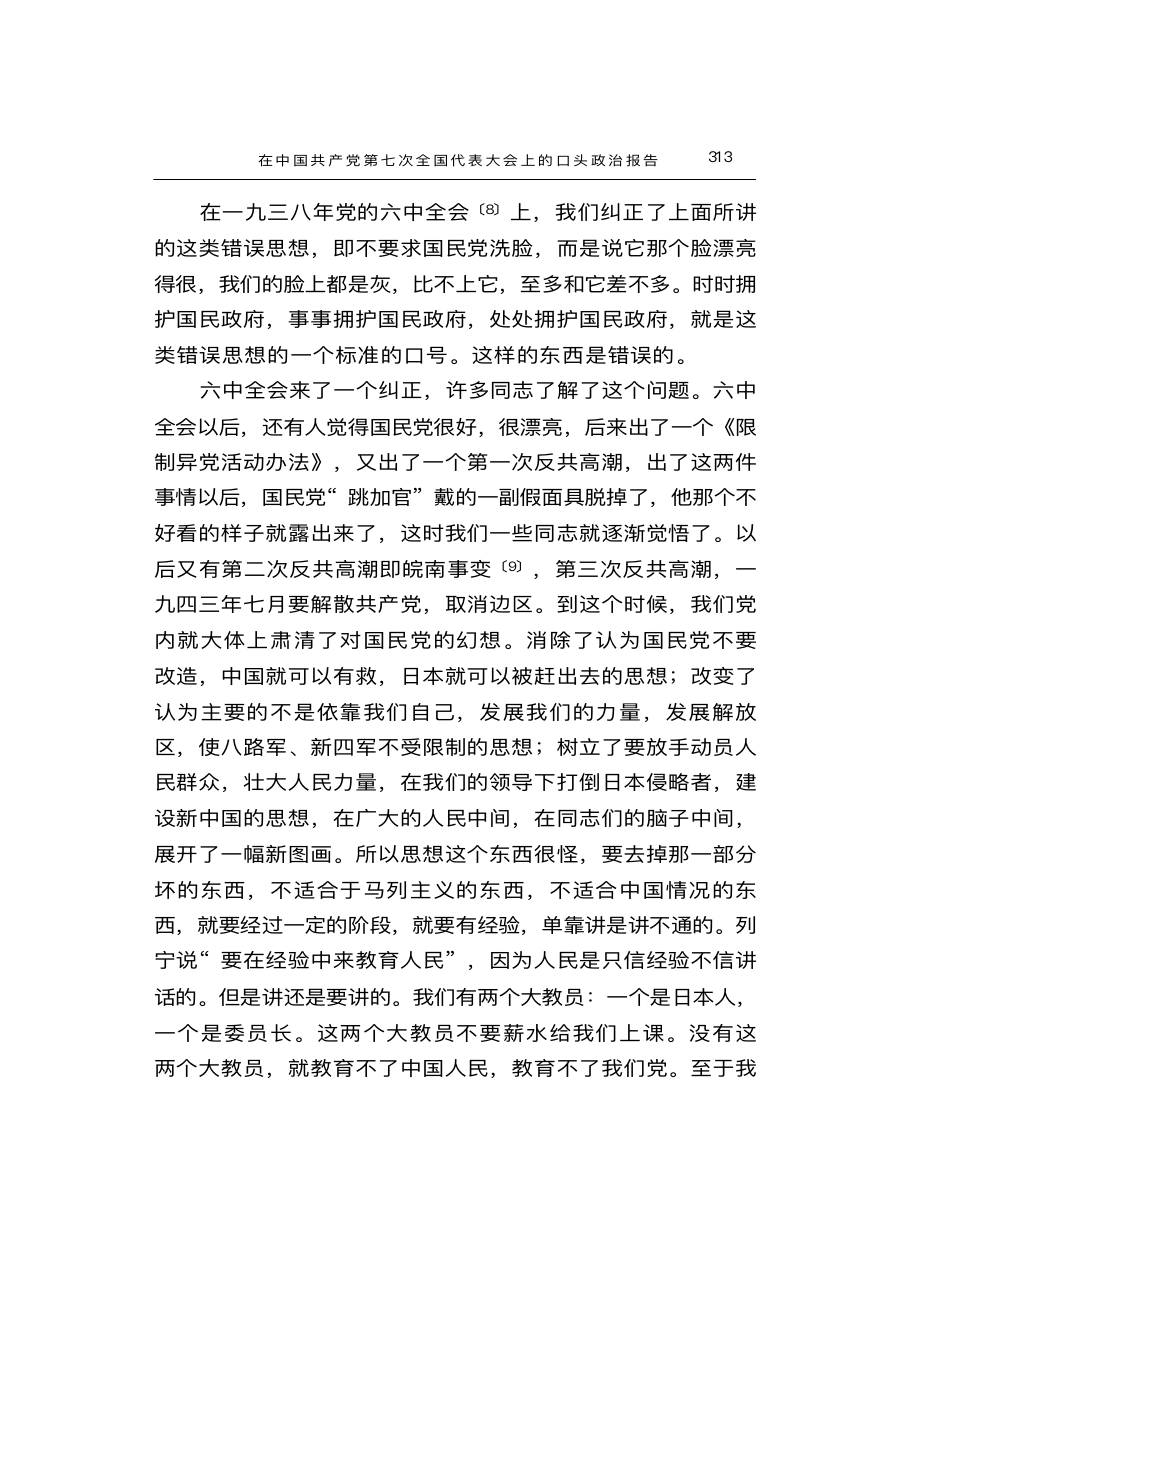 在中国共产党第七次全国代表大会上的口头政治报告 313
在一九三八年党的六中全会〔8〕上，我们纠正了上面所讲
的这类错误思想，即不要求国民党洗脸，而是说它那个脸漂亮
得很，我们的脸上都是灰，比不上它，至多和它差不多。时时拥
护国民政府，事事拥护国民政府，处处拥护国民政府，就是这
类错误思想的一个标准的口号。这样的东西是错误的。
六中全会来了一个纠正，许多同志了解了这个问题。六中
全会以后，还有人觉得国民党很好，很漂亮，后来出了一个《限
制异党活动办法》，又出了一个第一次反共高潮，出了这两件
事情以后，国民党“跳加官”戴的一副假面具脱掉了，他那个不
好看的样子就露出来了，这时我们一些同志就逐渐觉悟了。以
后又有第二次反共高潮即皖南事变〔9〕，第三次反共高潮，一
九四三年七月要解散共产党，取消边区。到这个时候，我们党
内就大体上肃清了对国民党的幻想。消除了认为国民党不要
改造，中国就可以有救，日本就可以被赶出去的思想；改变了
认为主要的不是依靠我们自己，发展我们的力量，发展解放
区，使八路军、新四军不受限制的思想；树立了要放手动员人
民群众，壮大人民力量，在我们的领导下打倒日本侵略者，建
设新中国的思想，在广大的人民中间，在同志们的脑子中间，
展开了一幅新图画。所以思想这个东西很怪，要去掉那一部分
坏的东西，不适合于马列主义的东西，不适合中国情况的东
西，就要经过一定的阶段，就要有经验，单靠讲是讲不通的。列
宁说“要在经验中来教育人民”，因为人民是只信经验不信讲
话的。但是讲还是要讲的。我们有两个大教员：一个是日本人，
一个是委员长。这两个大教员不要薪水给我们上课。没有这
两个大教员，就教育不了中国人民，教育不了我们党。至于我